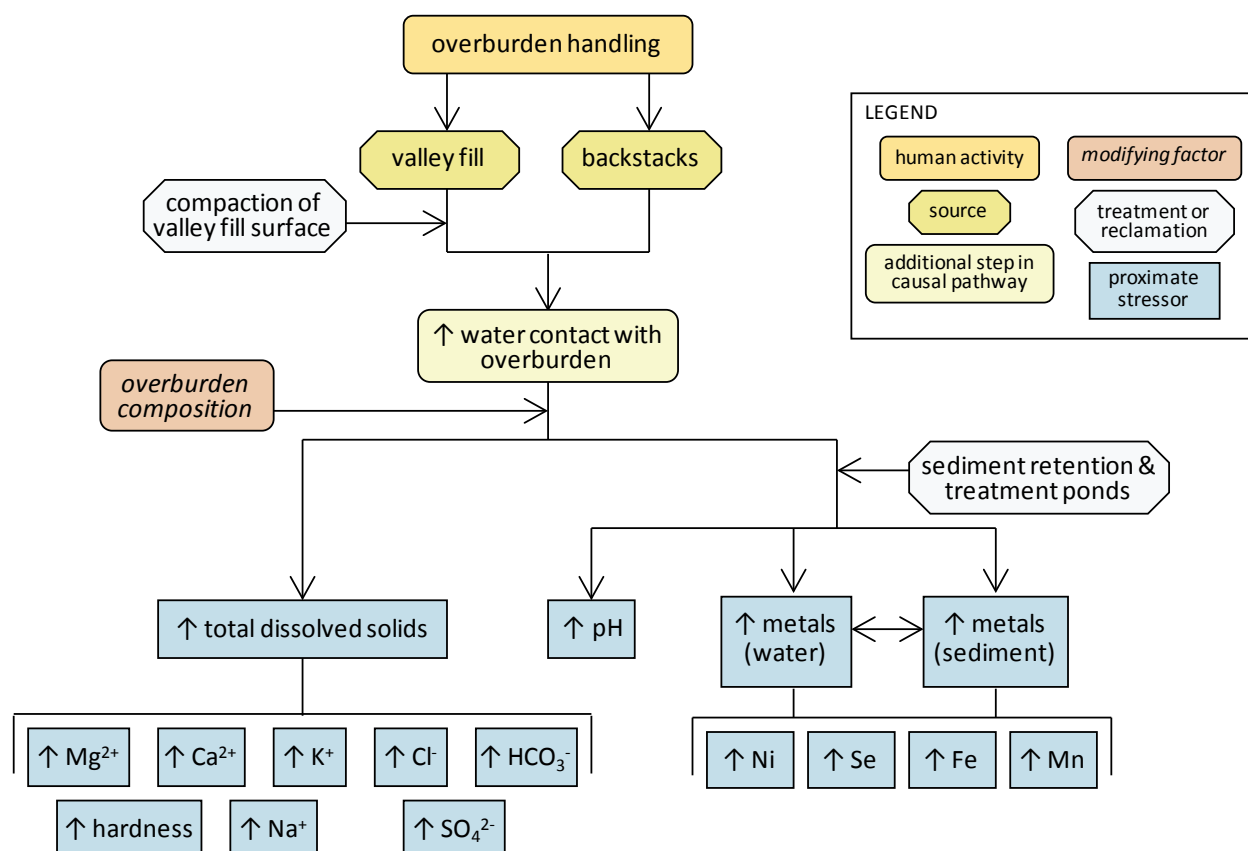 overburden handling
valley fill
backstacks
compaction of
valley fill surface
LEGEND
human activity
modifying factor
source
treatment or
reclamation
additional step in
causal pathway
proximate
stressor
↑ water contact with
overburden
overburden
composition
sediment retention &
treatment ponds
↑ total dissolved solids
↑ pH
↑ metals
(water)
↑ metals
(sediment)
↑ Mg²⁺
↑ Ca²⁺
↑ K⁺
↑ Cl⁻
↑ HCO₃⁻
↑ hardness
↑ Na⁺
↑ SO₄²⁻
↑ Ni
↑ Se
↑ Fe
↑ Mn